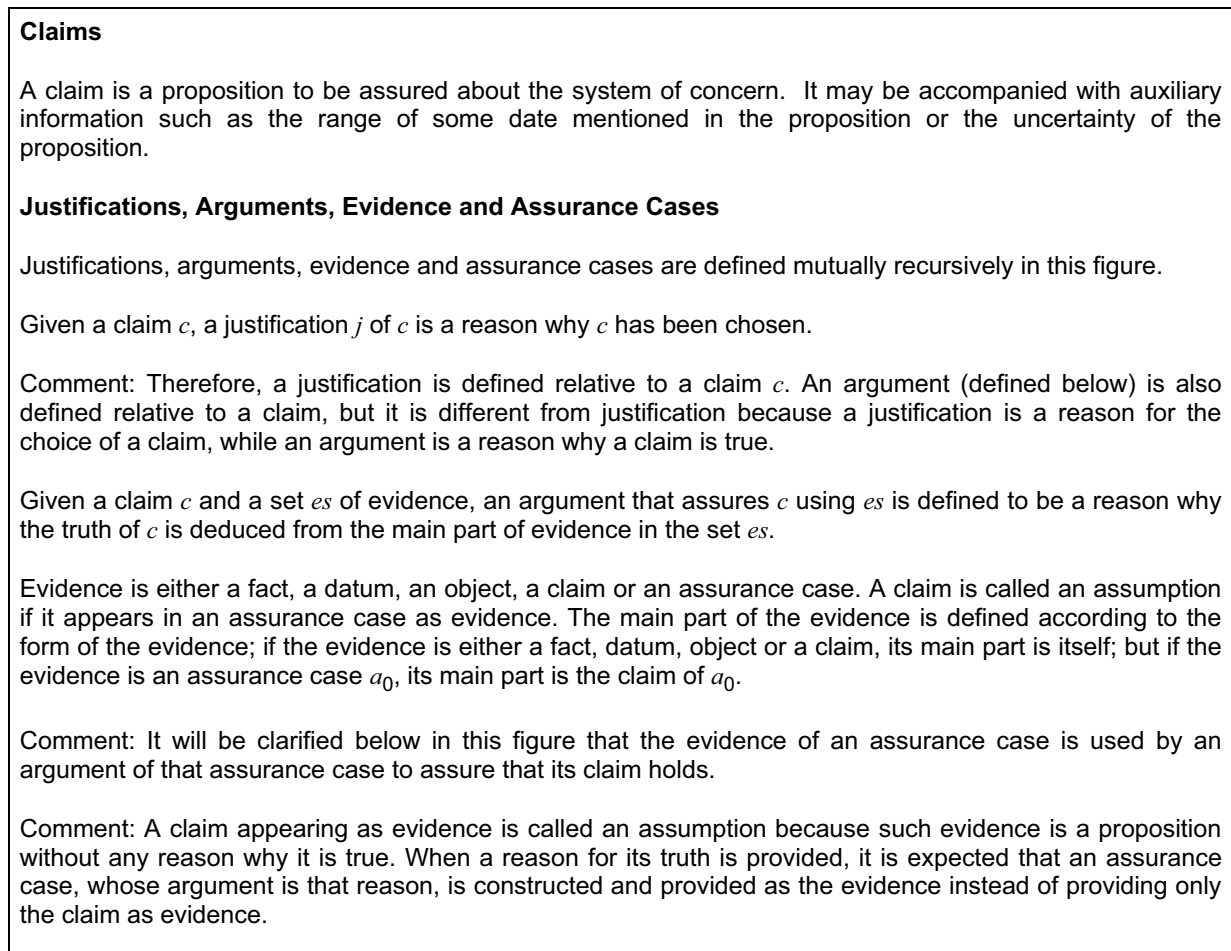 Claims
A claim is a proposition to be assured about the system of concern. It may be accompanied with auxiliary
information such as the range of some date mentioned in the proposition or the uncertainty of the
proposition.
Justifications, Arguments, Evidence and Assurance Cases
Justifications, arguments, evidence and assurance cases are defined mutually recursively in this figure.
Given a claim c, a justification j of c is a reason why c has been chosen.
Comment: Therefore, a justification is defined relative to a claim c. An argument (defined below) is also
defined relative to a claim, but it is different from justification because a justification is a reason for the
choice of a claim, while an argument is a reason why a claim is true.
Given a claim c and a set es of evidence, an argument that assures c using es is defined to be a reason why
the truth of c is deduced from the main part of evidence in the set es.
Evidence is either a fact, a datum, an object, a claim or an assurance case. A claim is called an assumption
if it appears in an assurance case as evidence. The main part of the evidence is defined according to the
form of the evidence; if the evidence is either a fact, datum, object or a claim, its main part is itself; but if the
evidence is an assurance case a0, its main part is the claim of a0.
Comment: It will be clarified below in this figure that the evidence of an assurance case is used by an
argument of that assurance case to assure that its claim holds.
Comment: A claim appearing as evidence is called an assumption because such evidence is a proposition
without any reason why it is true. When a reason for its truth is provided, it is expected that an assurance
case, whose argument is that reason, is constructed and provided as the evidence instead of providing only
the claim as evidence.